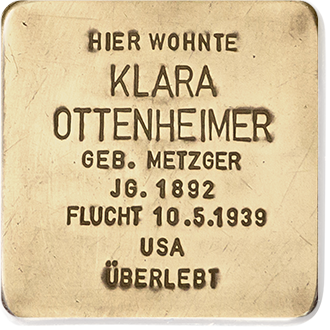 HIER WOHNTE
KLARA
OTTENHEIMER
GEB. METZGER
JG. 1892
FLUCHT 10.5.1939
USA
ÜBERLEBT